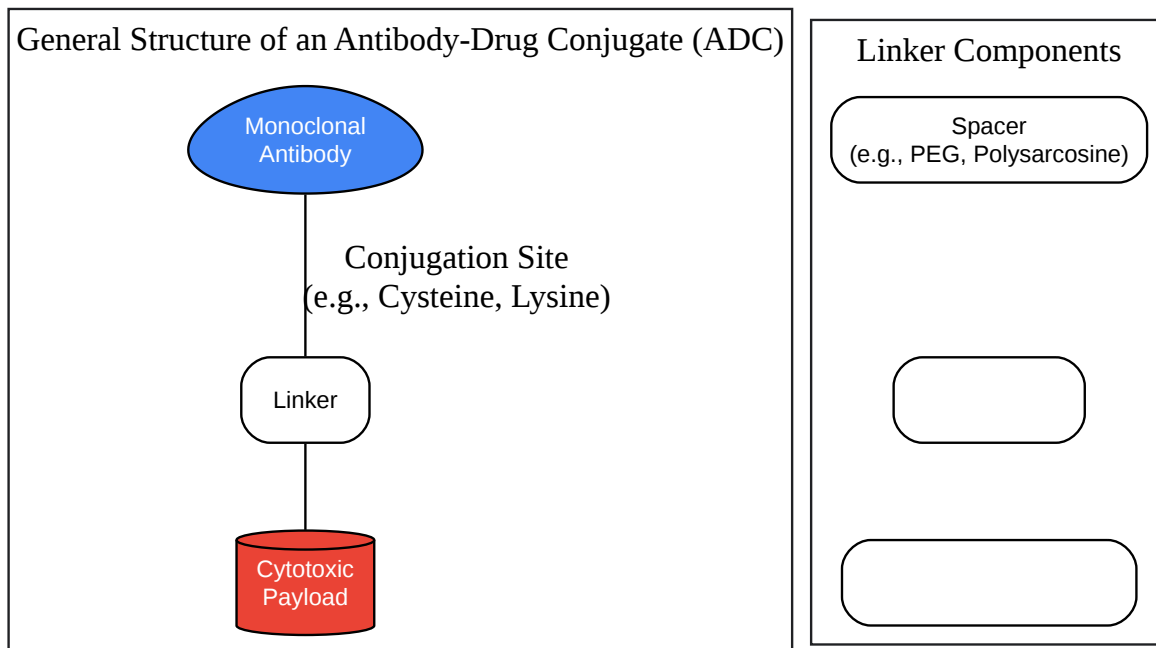 General Structure of an Antibody-Drug Conjugate (ADC)
Monoclonal
Antibody
Conjugation Site
(e.g., Cysteine, Lysine)
Linker
Cytotoxic
Payload
Linker Components
Spacer
(e.g., PEG, Polysarcosine)